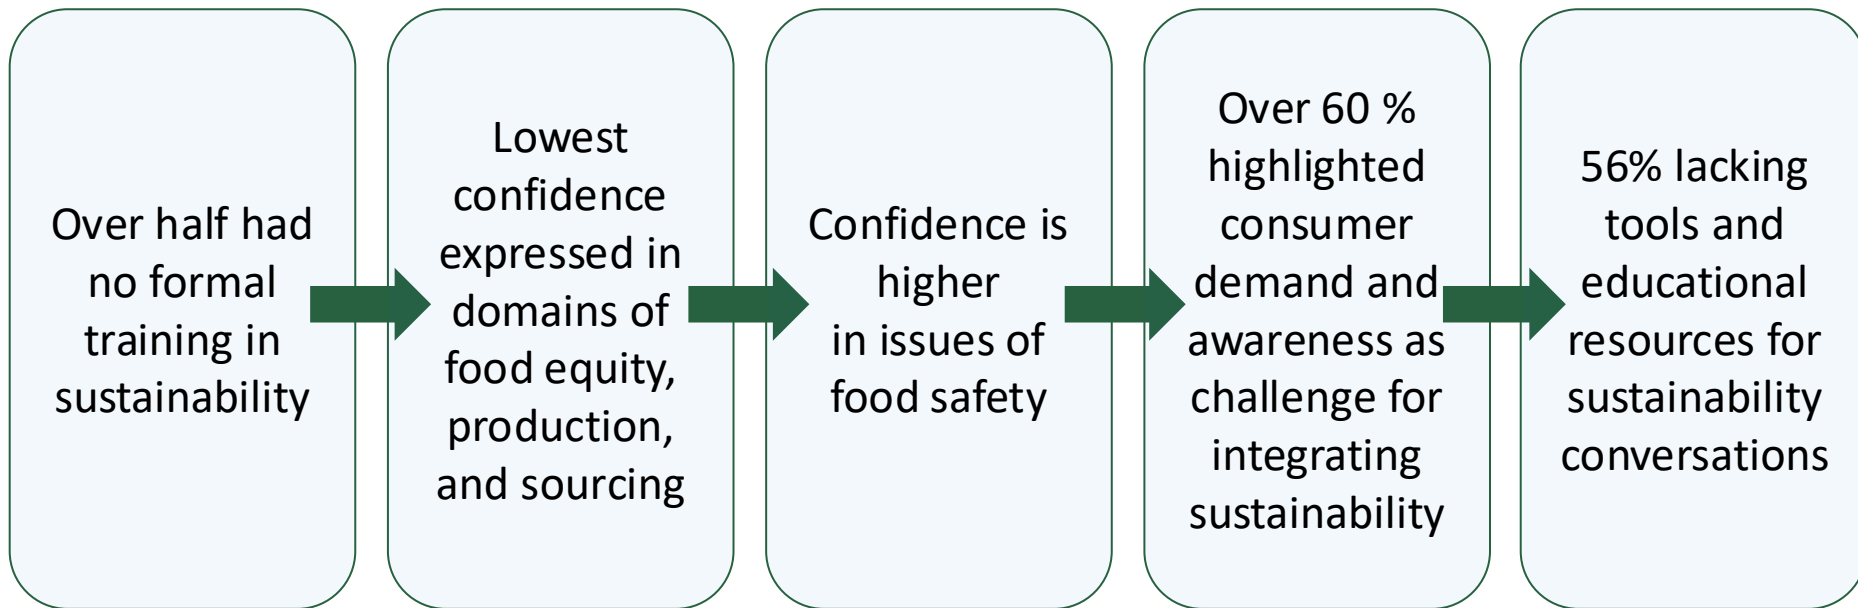 Over half had
no formal
training in
sustainability
Lowest
confidence
expressed in
domains of
food equity,
production,
and sourcing
Confidence is
higher
in issues of
food safety
Over 60 %
highlighted
consumer
demand and
awareness as
challenge for
integrating
sustainability
56% lacking
tools and
educational
resources for
sustainability
conversations